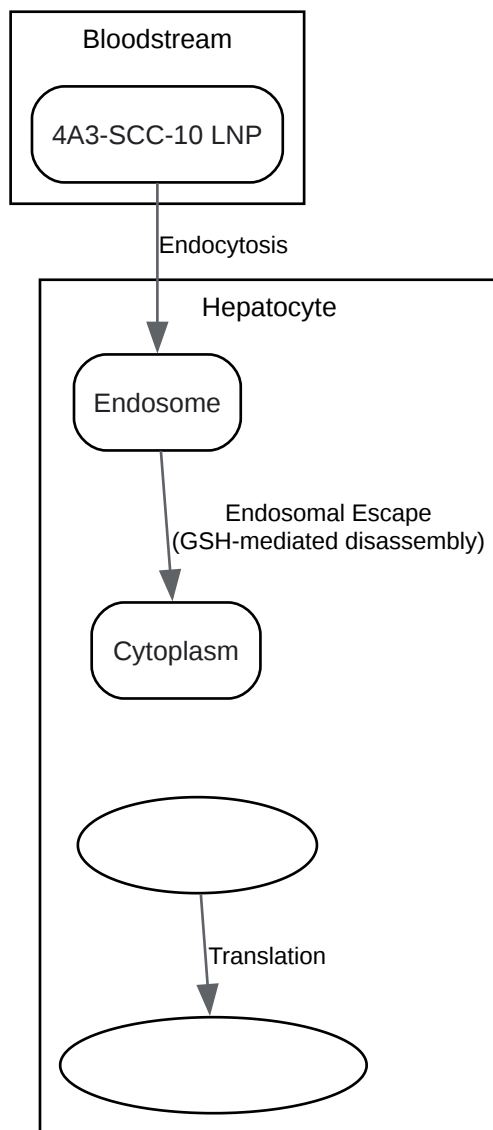 Bloodstream
4A3-SCC-10 LNP
Endocytosis
Hepatocyte
Endosome
Endosomal Escape
(GSH-mediated disassembly)
Cytoplasm
Translation